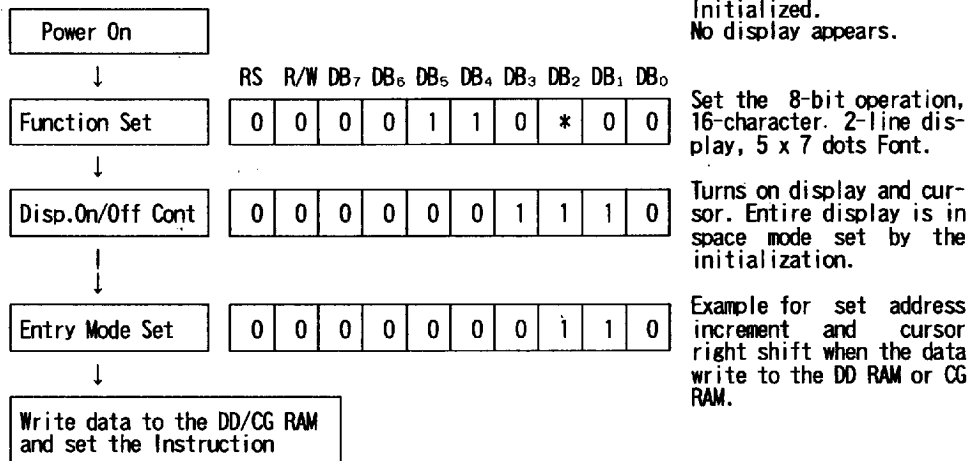 Initialized.
No display appears.
Power On
↓
RS R/W DB₇ DB₆ DB₅ DB₄ DB₃ DB₂ DB₁ DB₀
Function Set
0 0 0 0 1 1 0 * 0 0
Set the 8-bit operation,
16-character. 2-line dis-
play, 5 x 7 dots Font.
↓
Disp.On/Off Cont
0 0 0 0 0 0 1 1 1 0
Turns on display and cur-
sor. Entire display is in
space mode set by the
initialization.
↓
Entry Mode Set
0 0 0 0 0 0 0 1 1 0
Example for set address
increment and cursor
right shift when the data
write to the DD RAM or CG
RAM.
↓
Write data to the DD/CG RAM
and set the Instruction